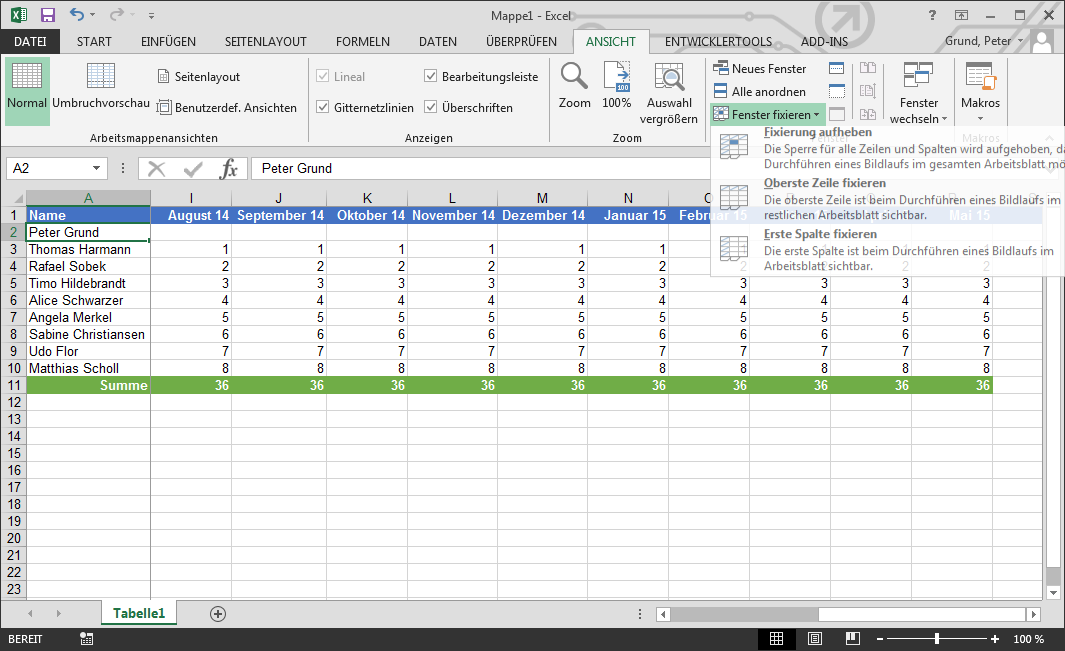 Mappe1 - Excel
?
DATEI START EINFÜGEN SEITENLAYOUT FORMELN DATEN ÜBERPRÜFEN ANSICHT ENTWICKLERTOOLS ADD-INS Grund, Peter
Normal
Umbruchvorschau
Seitenlayout
Benutzerdef. Ansichten
Arbeitsmappenansichten
Lineal
Bearbeitungsleiste
Gitternetzlinien
Überschriften
Anzeigen
Zoom
100
100%
Auswahl
vergrößern
Zoom
Neues Fenster
Alle anordnen
Fenster fixieren
Fenster
wechseln
Makros
Makros
Fixierung aufheben
Die Sperre für alle Zeilen und Spalten wird aufgehoben, da
Durchführen eines Bildlaufs im gesamten Arbeitsblatt mö
Oberste Zeile fixieren
Die oberste Zeile ist beim Durchführen eines Bildlaufs im
restlichen Arbeitsblatt sichtbar.
Erste Spalte fixieren
Die erste Spalte ist beim Durchführen eines Bildlaufs im
Arbeitsblatt sichtbar.
A2 fx Peter Grund
A I J K L M N
1 Name August 14 September 14 Oktober 14 November 14 Dezember 14 Januar 15 Februar 15 Mai 15
2 Peter Grund
3 Thomas Harmann 1 1 1 1 1 1
4 Rafael Sobek 2 2 2 2 2 2 2 2 2 2
5 Timo Hildebrandt 3 3 3 3 3 3 3 3 3 3
6 Alice Schwarzer 4 4 4 4 4 4 4 4 4 4
7 Angela Merkel 5 5 5 5 5 5 5 5 5 5
8 Sabine Christiansen 6 6 6 6 6 6 6 6 6 6
9 Udo Flor 7 7 7 7 7 7 7 7 7 7
10 Matthias Scholl 8 8 8 8 8 8 8 8 8 8
11 Summe 36 36 36 36 36 36 36 36 36 36
12
13
14
15
16
17
18
19
20
21
22
23
Tabelle1
BEREIT 100 %